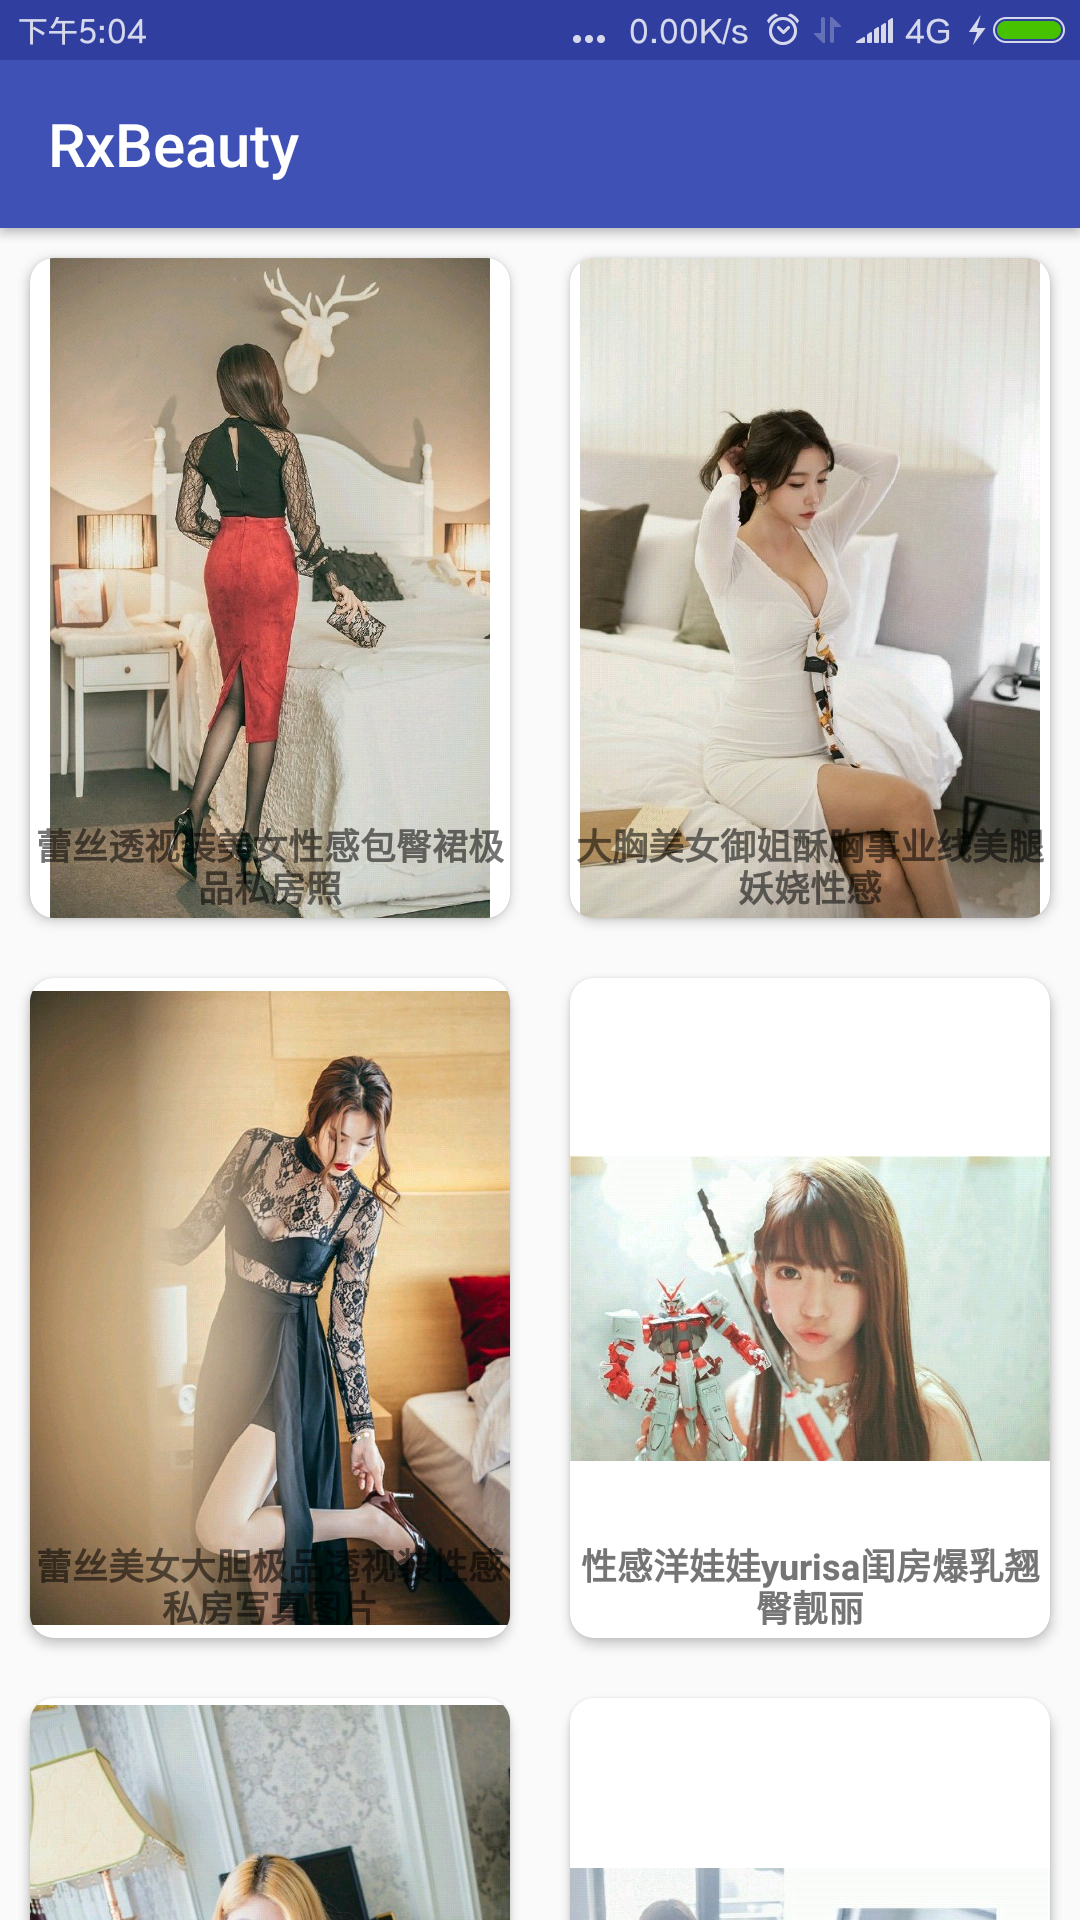 下午5:04 ... 0.00K/s 4G
RxBeauty
蕾丝透视装美女性感包臀裙极
品私房照
大胸美女御姐酥胸事业线美腿
妖娆性感
蕾丝美女大胆极品透视装性感
私房写真图片
性感洋娃娃yurisa闺房爆乳翘
臀靓丽